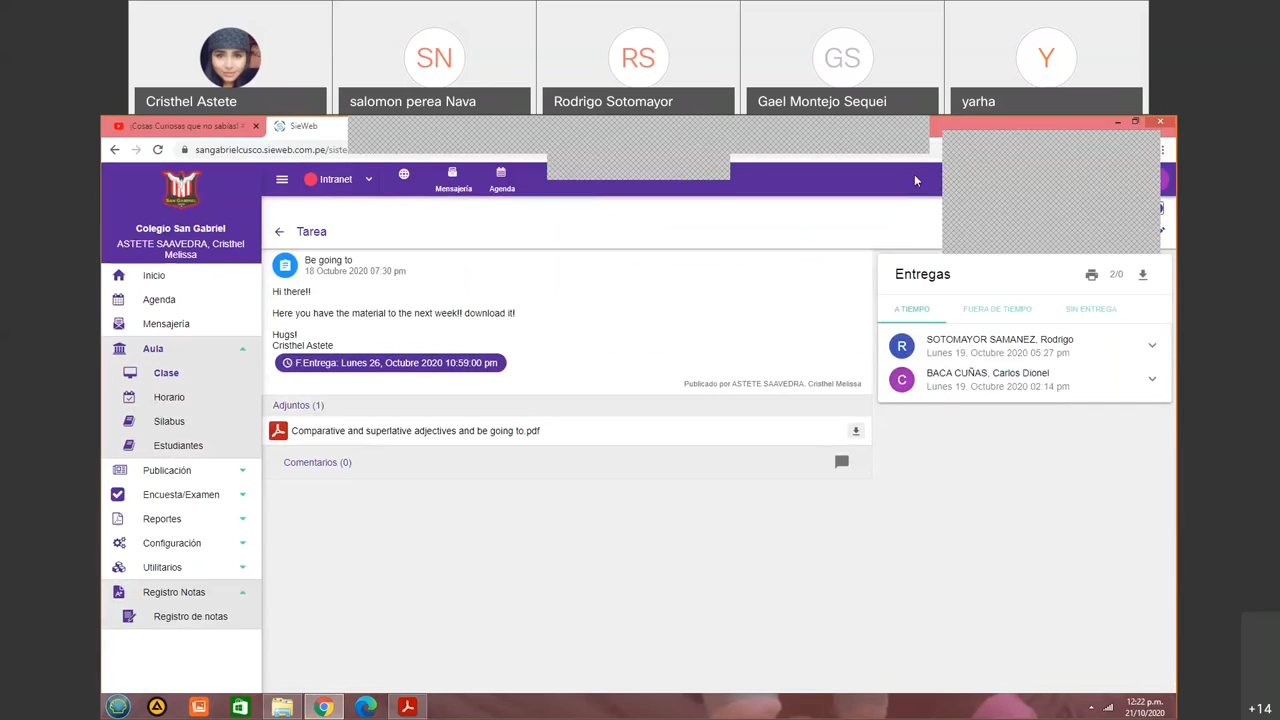 SN
RS
GS
Y
Cristhel Astete
salomon perea Nava
Rodrigo Sotomayor
Gael Montejo Sequei
yarha
¡Cosas Curiosas que no sabías!
SieWeb
sangabrielcusco.sieweb.com.pe/siste
SAN GABRIEL
Colegio San Gabriel
ASTETE SAAVEDRA, Cristhel
Melissa
Inicio
Agenda
Mensajería
Aula
Clase
Horario
Silabus
Estudiantes
Publicación
Encuesta/Examen
Reportes
Configuración
Utilitarios
Registro Notas
Registro de notas
Intranet
Mensajería
Agenda
Tarea
Be going to
18 Octubre 2020 07:30 pm
Hi there!!
Here you have the material to the next week!! download it!
Hugs!
Cristhel Astete
F.Entrega: Lunes 26, Octubre 2020 10:59:00 pm
Publicado por ASTETE SAAVEDRA. Cristhel Melissa
Adjuntos (1)
Comparative and superlative adjectives and be going to.pdf
Comentarios (0)
Entregas
2/0
A TIEMPO
FUERA DE TIEMPO
SIN ENTREGA
R
SOTOMAYOR SAMANEZ, Rodrigo
Lunes 19, Octubre 2020 05:27 pm
C
BACA CUÑAS, Carlos Dionel
Lunes 19, Octubre 2020 02:14 pm
12:22 p.m.
21/10/2020
+14